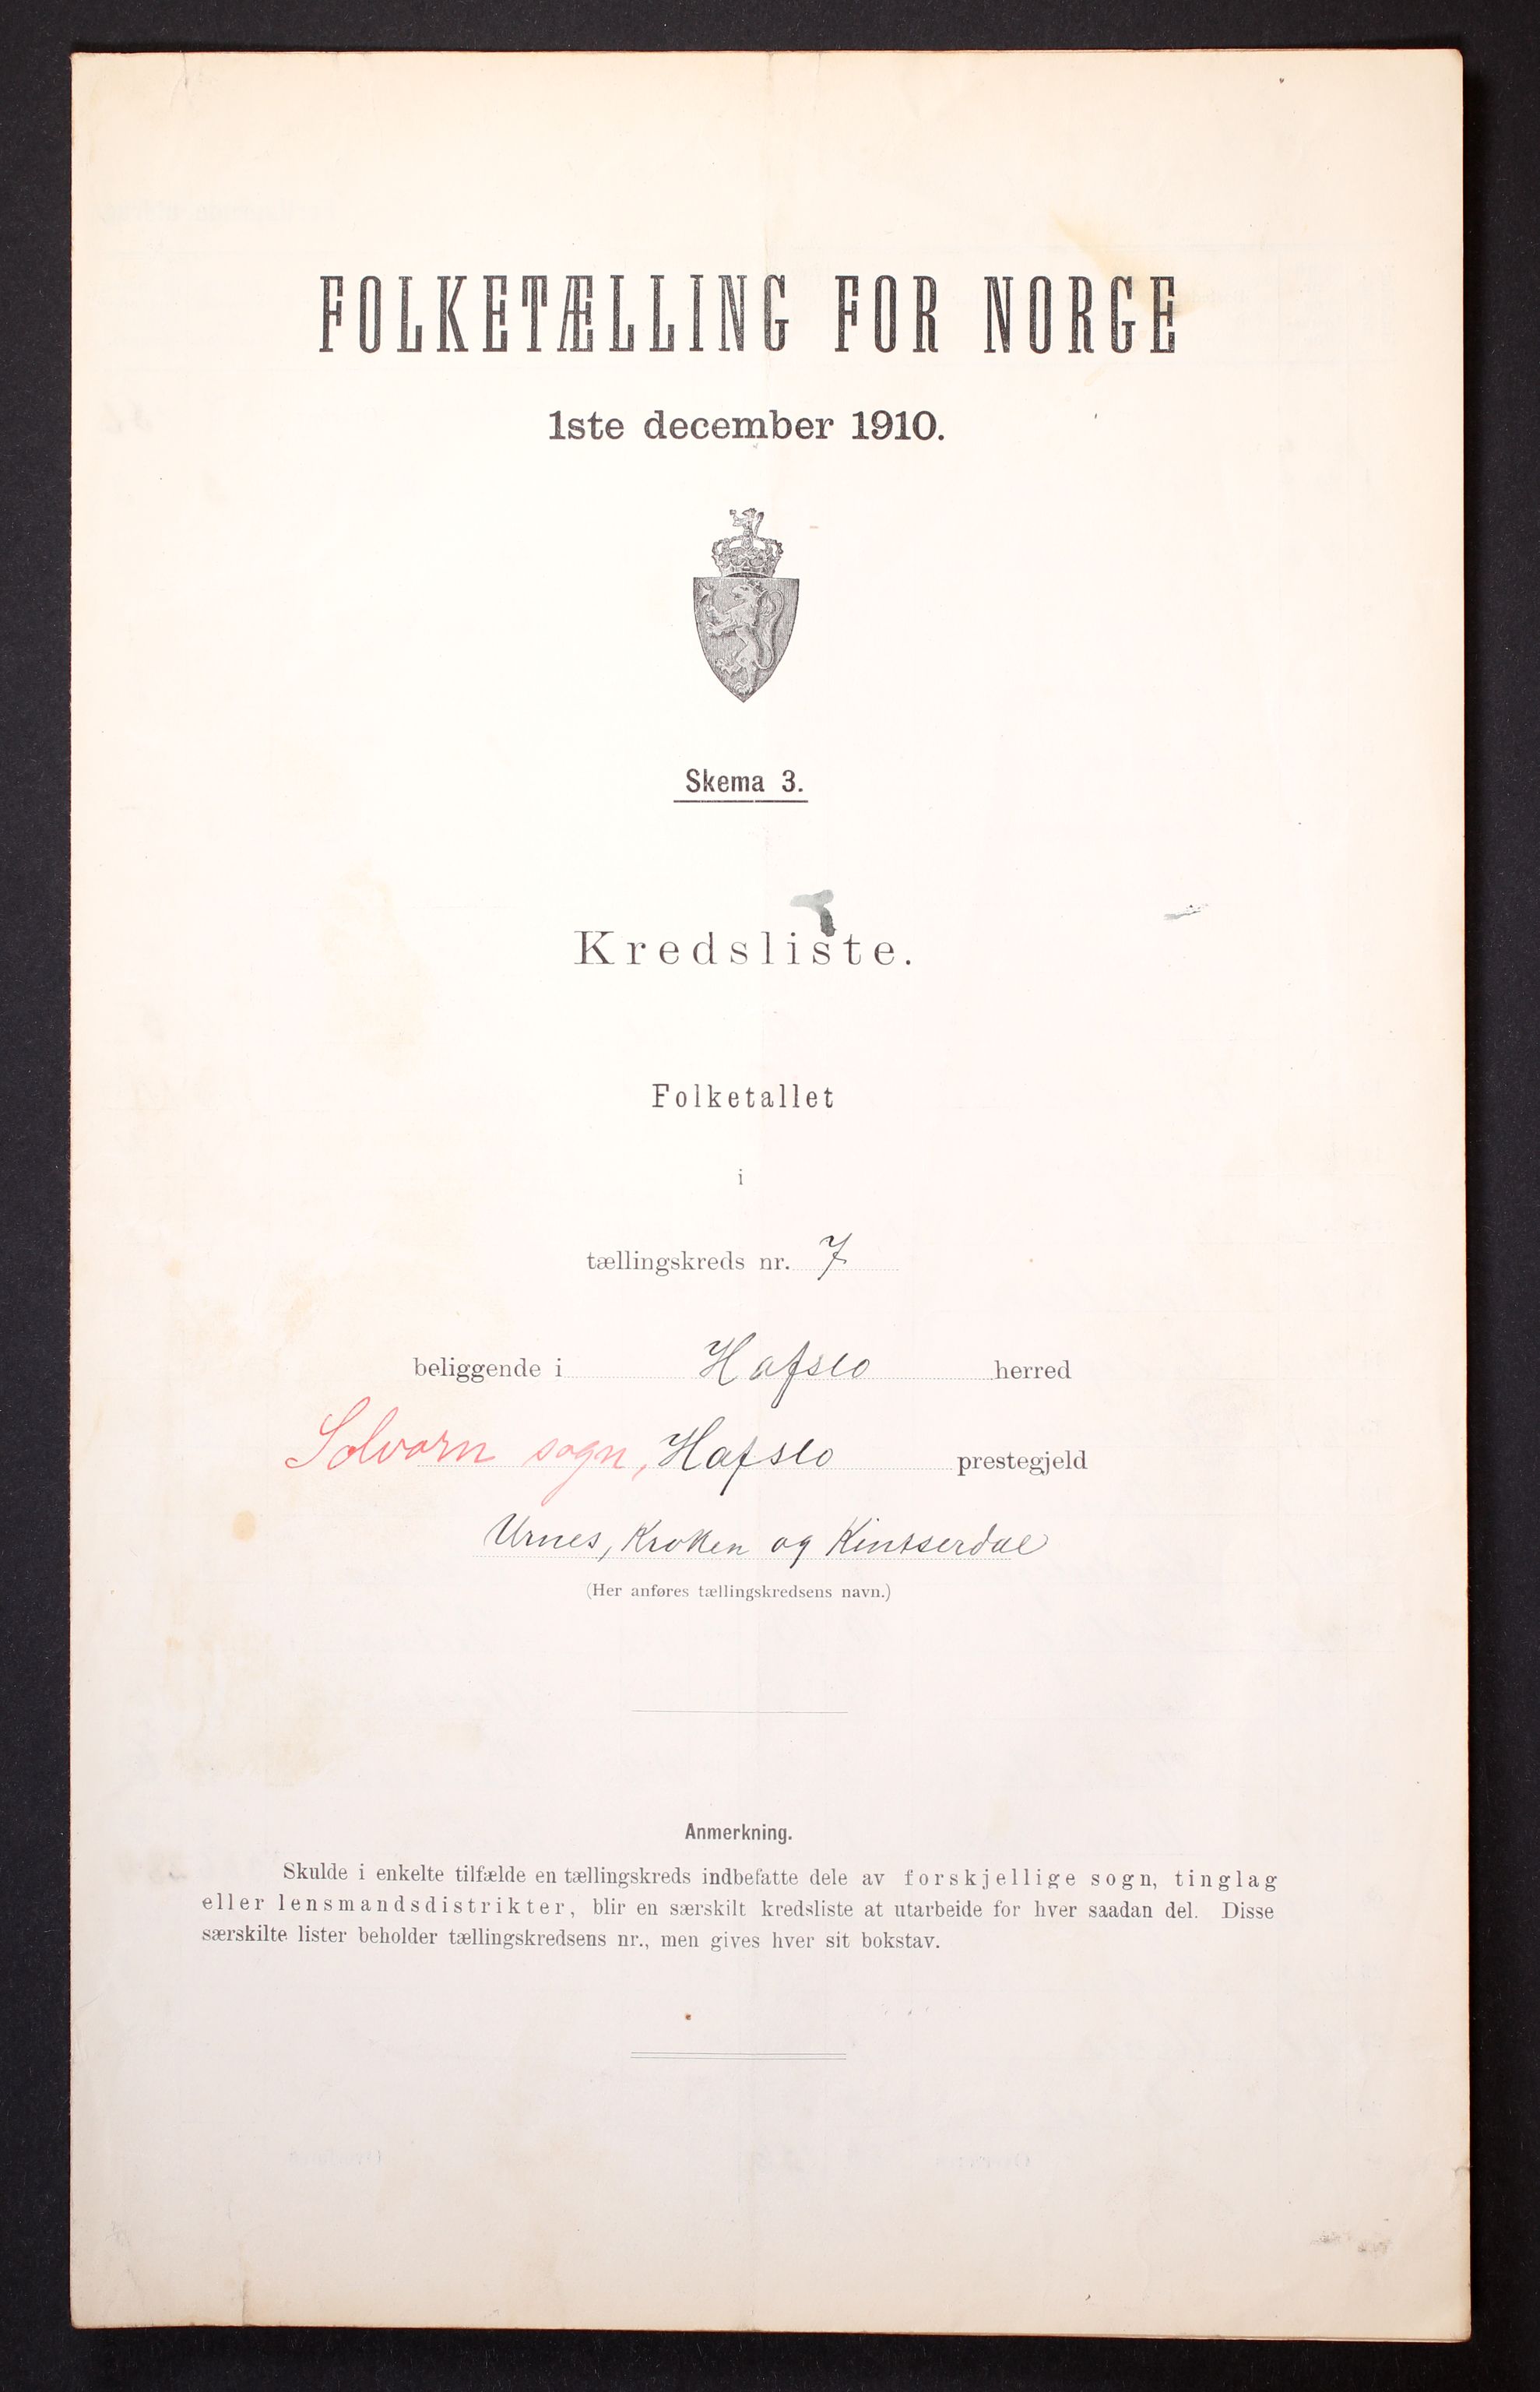 FOLKETÆLLING FOR NORGE
1ste december 1910.
Skema 3.
Kredsliste.
Folketallet
i
tællingskreds nr. 7
beliggende i Hafslo herred
Solvorn sogn, Hafslo prestegjeld
Urnes, Kroken og Kintserdal
(Her anføres tællingskredsens navn.)
Anmerkning.
Skulde i enkelte tilfælde en tællingskreds indbefatte dele av forskjellige sogn, tinglag
eller lensmandsdistrikter, blir en særskilt kredsliste at utarbeide for hver saadan del. Disse
særskilte lister beholder tællingskredsens nr., men gives hver sit bokstav.